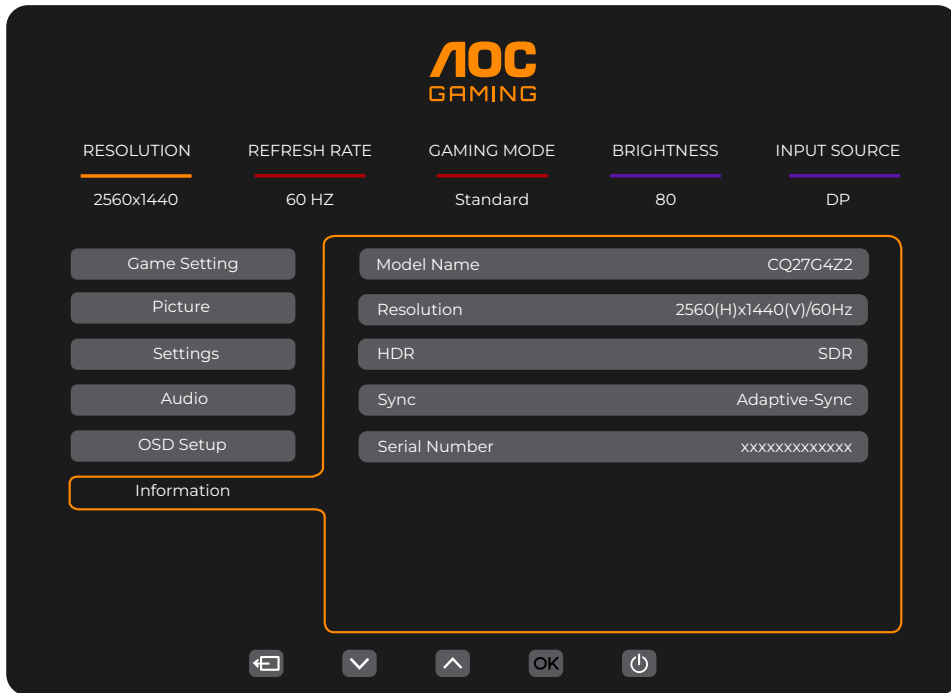 AOC
GAMING
RESOLUTION REFRESH RATE GAMING MODE BRIGHTNESS INPUT SOURCE
2560x1440 60 HZ Standard 80 DP
Game Setting Model Name CQ27G4Z2
Picture Resolution 2560(H)x1440(V)/60Hz
Settings HDR SDR
Audio Sync Adaptive-Sync
OSD Setup Serial Number xxxxxxxxxxxxx
Information
OK